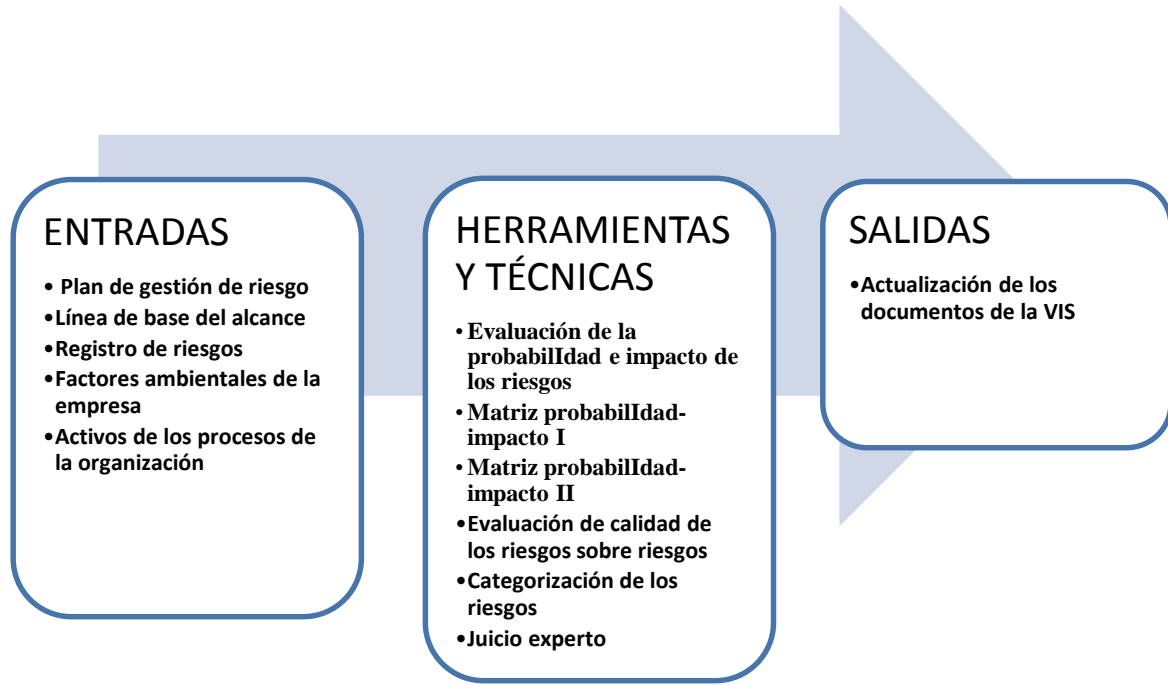 ENTRADAS
• Plan de gestión de riesgo
•Línea de base del alcance
•Registro de riesgos
•Factores ambientales de la
empresa
•Activos de los procesos de
la organización
HERRAMIENTAS
Y TÉCNICAS
•Evaluación de la
probabilIdad e impacto de
los riesgos
•Matriz probabilIdad-
impacto I
•Matriz probabilIdad-
impacto II
•Evaluación de calidad de
los riesgos sobre riesgos
•Categorización de los
riesgos
•Juicio experto
SALIDAS
•Actualización de los
documentos de la VIS